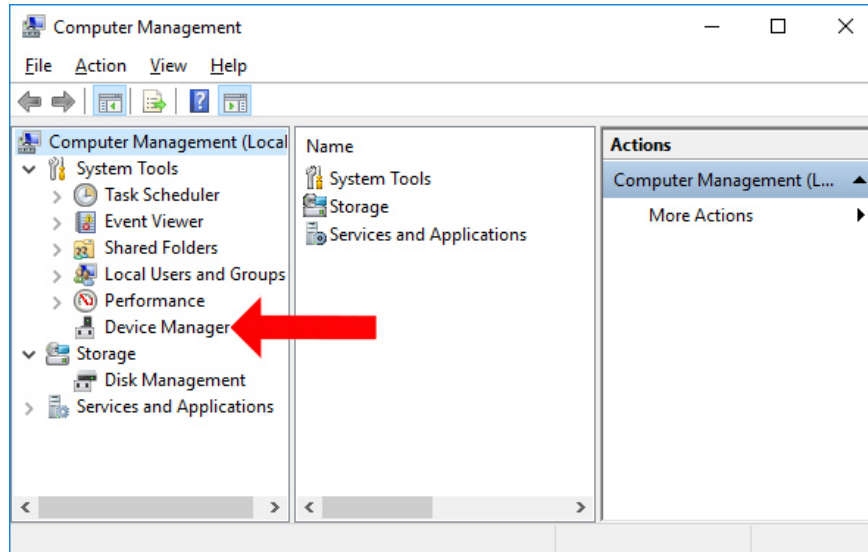 Computer Management
File Action View Help
Computer Management (Local
System Tools
Task Scheduler
Event Viewer
Shared Folders
Local Users and Groups
Performance
Device Manager
Storage
Disk Management
Services and Applications
Name
System Tools
Storage
Services and Applications
Actions
Computer Management (L...
More Actions